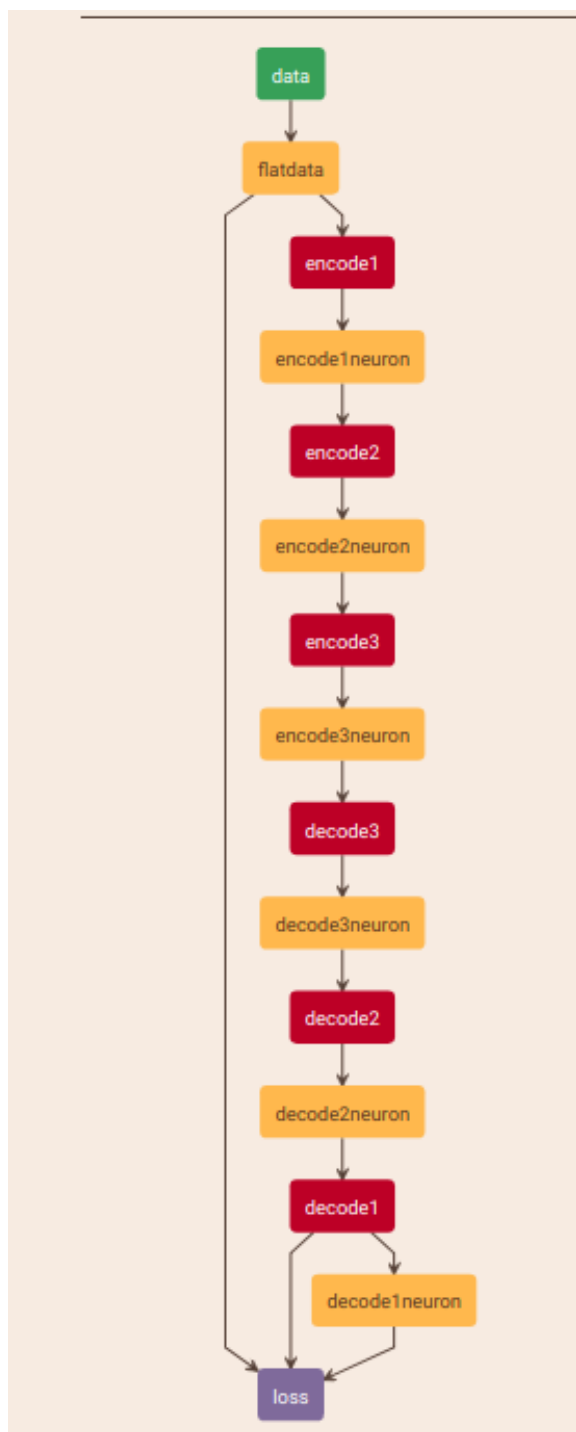 data
flatdata
encode1
encode1neuron
encode2
encode2neuron
encode3
encode3neuron
decode3
decode3neuron
decode2
decode2neuron
decode1
decode1neuron
loss